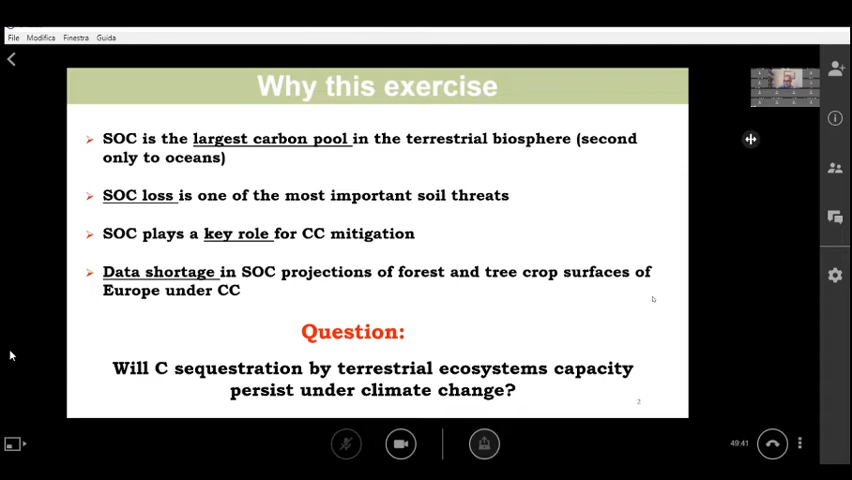 File Modifica Finestra Guida
Why this exercise
SOC is the largest carbon pool in the terrestrial biosphere (second
only to oceans)
SOC loss is one of the most important soil threats
SOC plays a key role for CC mitigation
Data shortage in SOC projections of forest and tree crop surfaces of
Europe under CC
Question:
Will C sequestration by terrestrial ecosystems capacity
persist under climate change?
2
49:41